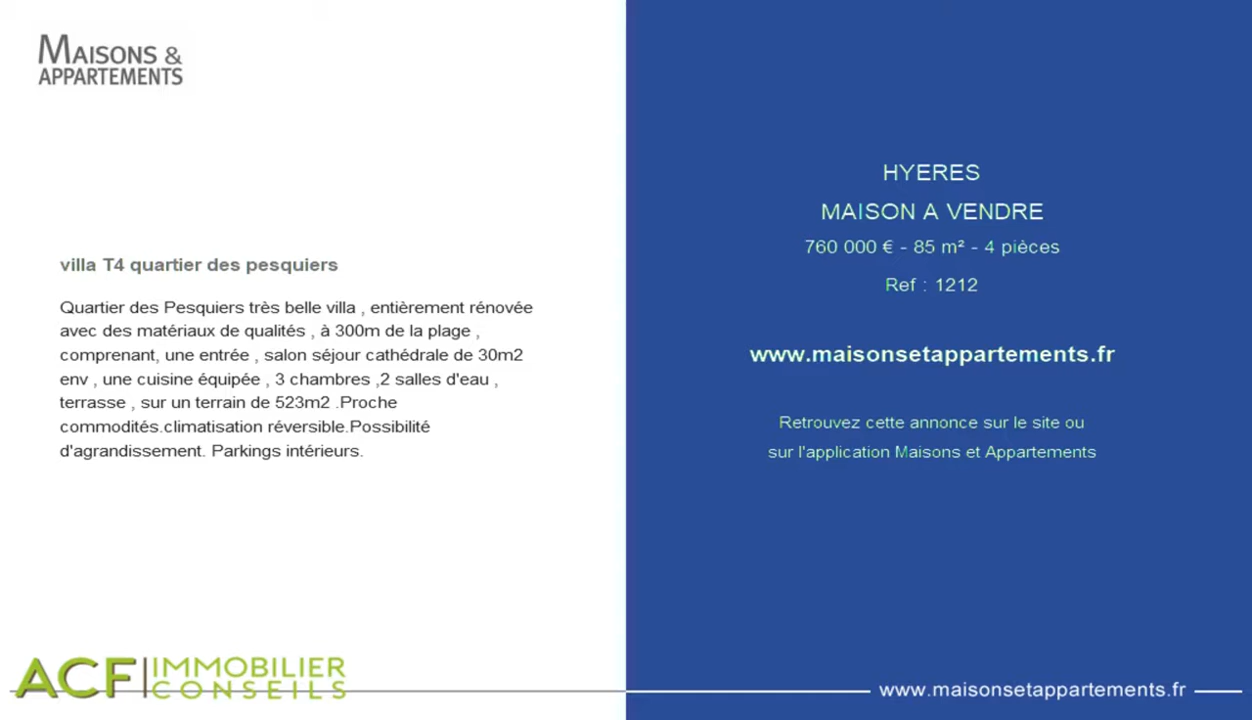 MAISONS &
APPARTEMENTS
villa T4 quartier des pesquiers
Quartier des Pesquiers très belle villa , entièrement rénovée
avec des matériaux de qualités , à 300m de la plage ,
comprenant, une entrée , salon séjour cathédrale de 30m2
env , une cuisine équipée , 3 chambres ,2 salles d'eau ,
terrasse , sur un terrain de 523m2 .Proche
commodités.climatisation réversible.Possibilité
d'agrandissement. Parkings intérieurs.
ACF IMMOBILIER
CONSEILS
HYERES
MAISON A VENDRE
760 000 € - 85 m² - 4 pièces
Ref : 1212
www.maisonsetappartements.fr
Retrouvez cette annonce sur le site ou
sur l'application Maisons et Appartements
www.maisonsetappartements.fr